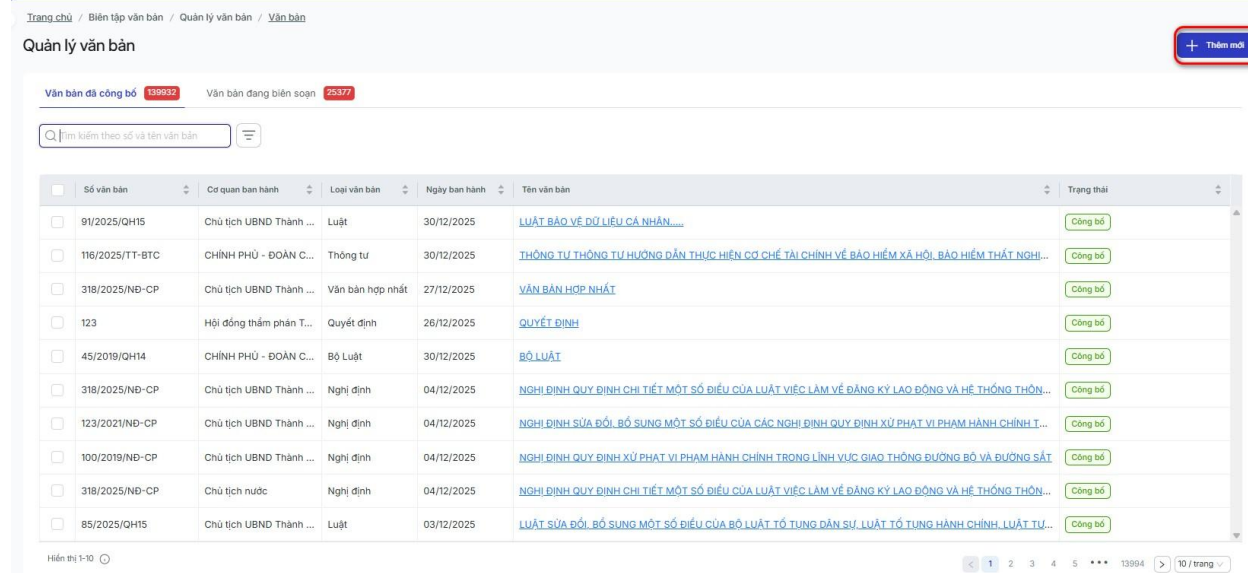 Trang chủ / Biên tập văn bản / Quản lý văn bản / Văn bản
Quản lý văn bản
Thêm mới
Văn bản đã công bố 139932 Văn bản đang biên soạn 25377
Tìm kiếm theo số và tên văn bản
Số văn bản Cơ quan ban hành Loại văn bản Ngày ban hành Tên văn bản Trạng thái
91/2025/QH15 Chủ tịch UBND Thành ... Luật 30/12/2025 LUẬT BẢO VỆ DỮ LIỆU CÁ NHÂN..... Công bố
116/2025/TT-BTC CHÍNH PHỦ - ĐOÀN C... Thông tư 30/12/2025 THÔNG TƯ THÔNG TƯ HƯỚNG DẪN THỰC HIỆN CƠ CHẾ TÀI CHÍNH VỀ BẢO HIỂM XÃ HỘI, BẢO HIỂM THẤT NGHI... Công bố
318/2025/NĐ-CP Chủ tịch UBND Thành ... Văn bản hợp nhất 27/12/2025 VĂN BẢN HỢP NHẤT Công bố
123 Hội đồng thẩm phán T... Quyết định 26/12/2025 QUYẾT ĐỊNH Công bố
45/2019/QH14 CHÍNH PHỦ - ĐOÀN C... Bộ Luật 30/12/2025 BỘ LUẬT Công bố
318/2025/NĐ-CP Chủ tịch UBND Thành ... Nghị định 04/12/2025 NGHỊ ĐỊNH QUY ĐỊNH CHI TIẾT MỘT SỐ ĐIỀU CỦA LUẬT VIỆC LÀM VỀ ĐĂNG KÝ LAO ĐỘNG VÀ HỆ THỐNG THÔN... Công bố
123/2021/NĐ-CP Chủ tịch UBND Thành ... Nghị định 04/12/2025 NGHỊ ĐỊNH SỬA ĐỔI, BỔ SUNG MỘT SỐ ĐIỀU CỦA CÁC NGHỊ ĐỊNH QUY ĐỊNH XỬ PHẠT VI PHẠM HÀNH CHÍNH T... Công bố
100/2019/NĐ-CP Chủ tịch UBND Thành ... Nghị định 04/12/2025 NGHỊ ĐỊNH QUY ĐỊNH XỬ PHẠT VI PHẠM HÀNH CHÍNH TRONG LĨNH VỰC GIAO THÔNG ĐƯỜNG BỘ VÀ ĐƯỜNG SẮT Công bố
318/2025/NĐ-CP Chủ tịch nước Nghị định 04/12/2025 NGHỊ ĐỊNH QUY ĐỊNH CHI TIẾT MỘT SỐ ĐIỀU CỦA LUẬT VIỆC LÀM VỀ ĐĂNG KÝ LAO ĐỘNG VÀ HỆ THỐNG THÔN... Công bố
85/2025/QH15 Chủ tịch UBND Thành ... Luật 03/12/2025 LUẬT SỬA ĐỔI, BỔ SUNG MỘT SỐ ĐIỀU CỦA BỘ LUẬT TỐ TỤNG DÂN SỰ, LUẬT TỐ TỤNG HÀNH CHÍNH, LUẬT TƯ... Công bố
Hiển thị 1-10 < 1 2 3 4 5 ••• 13994 > 10 / trang